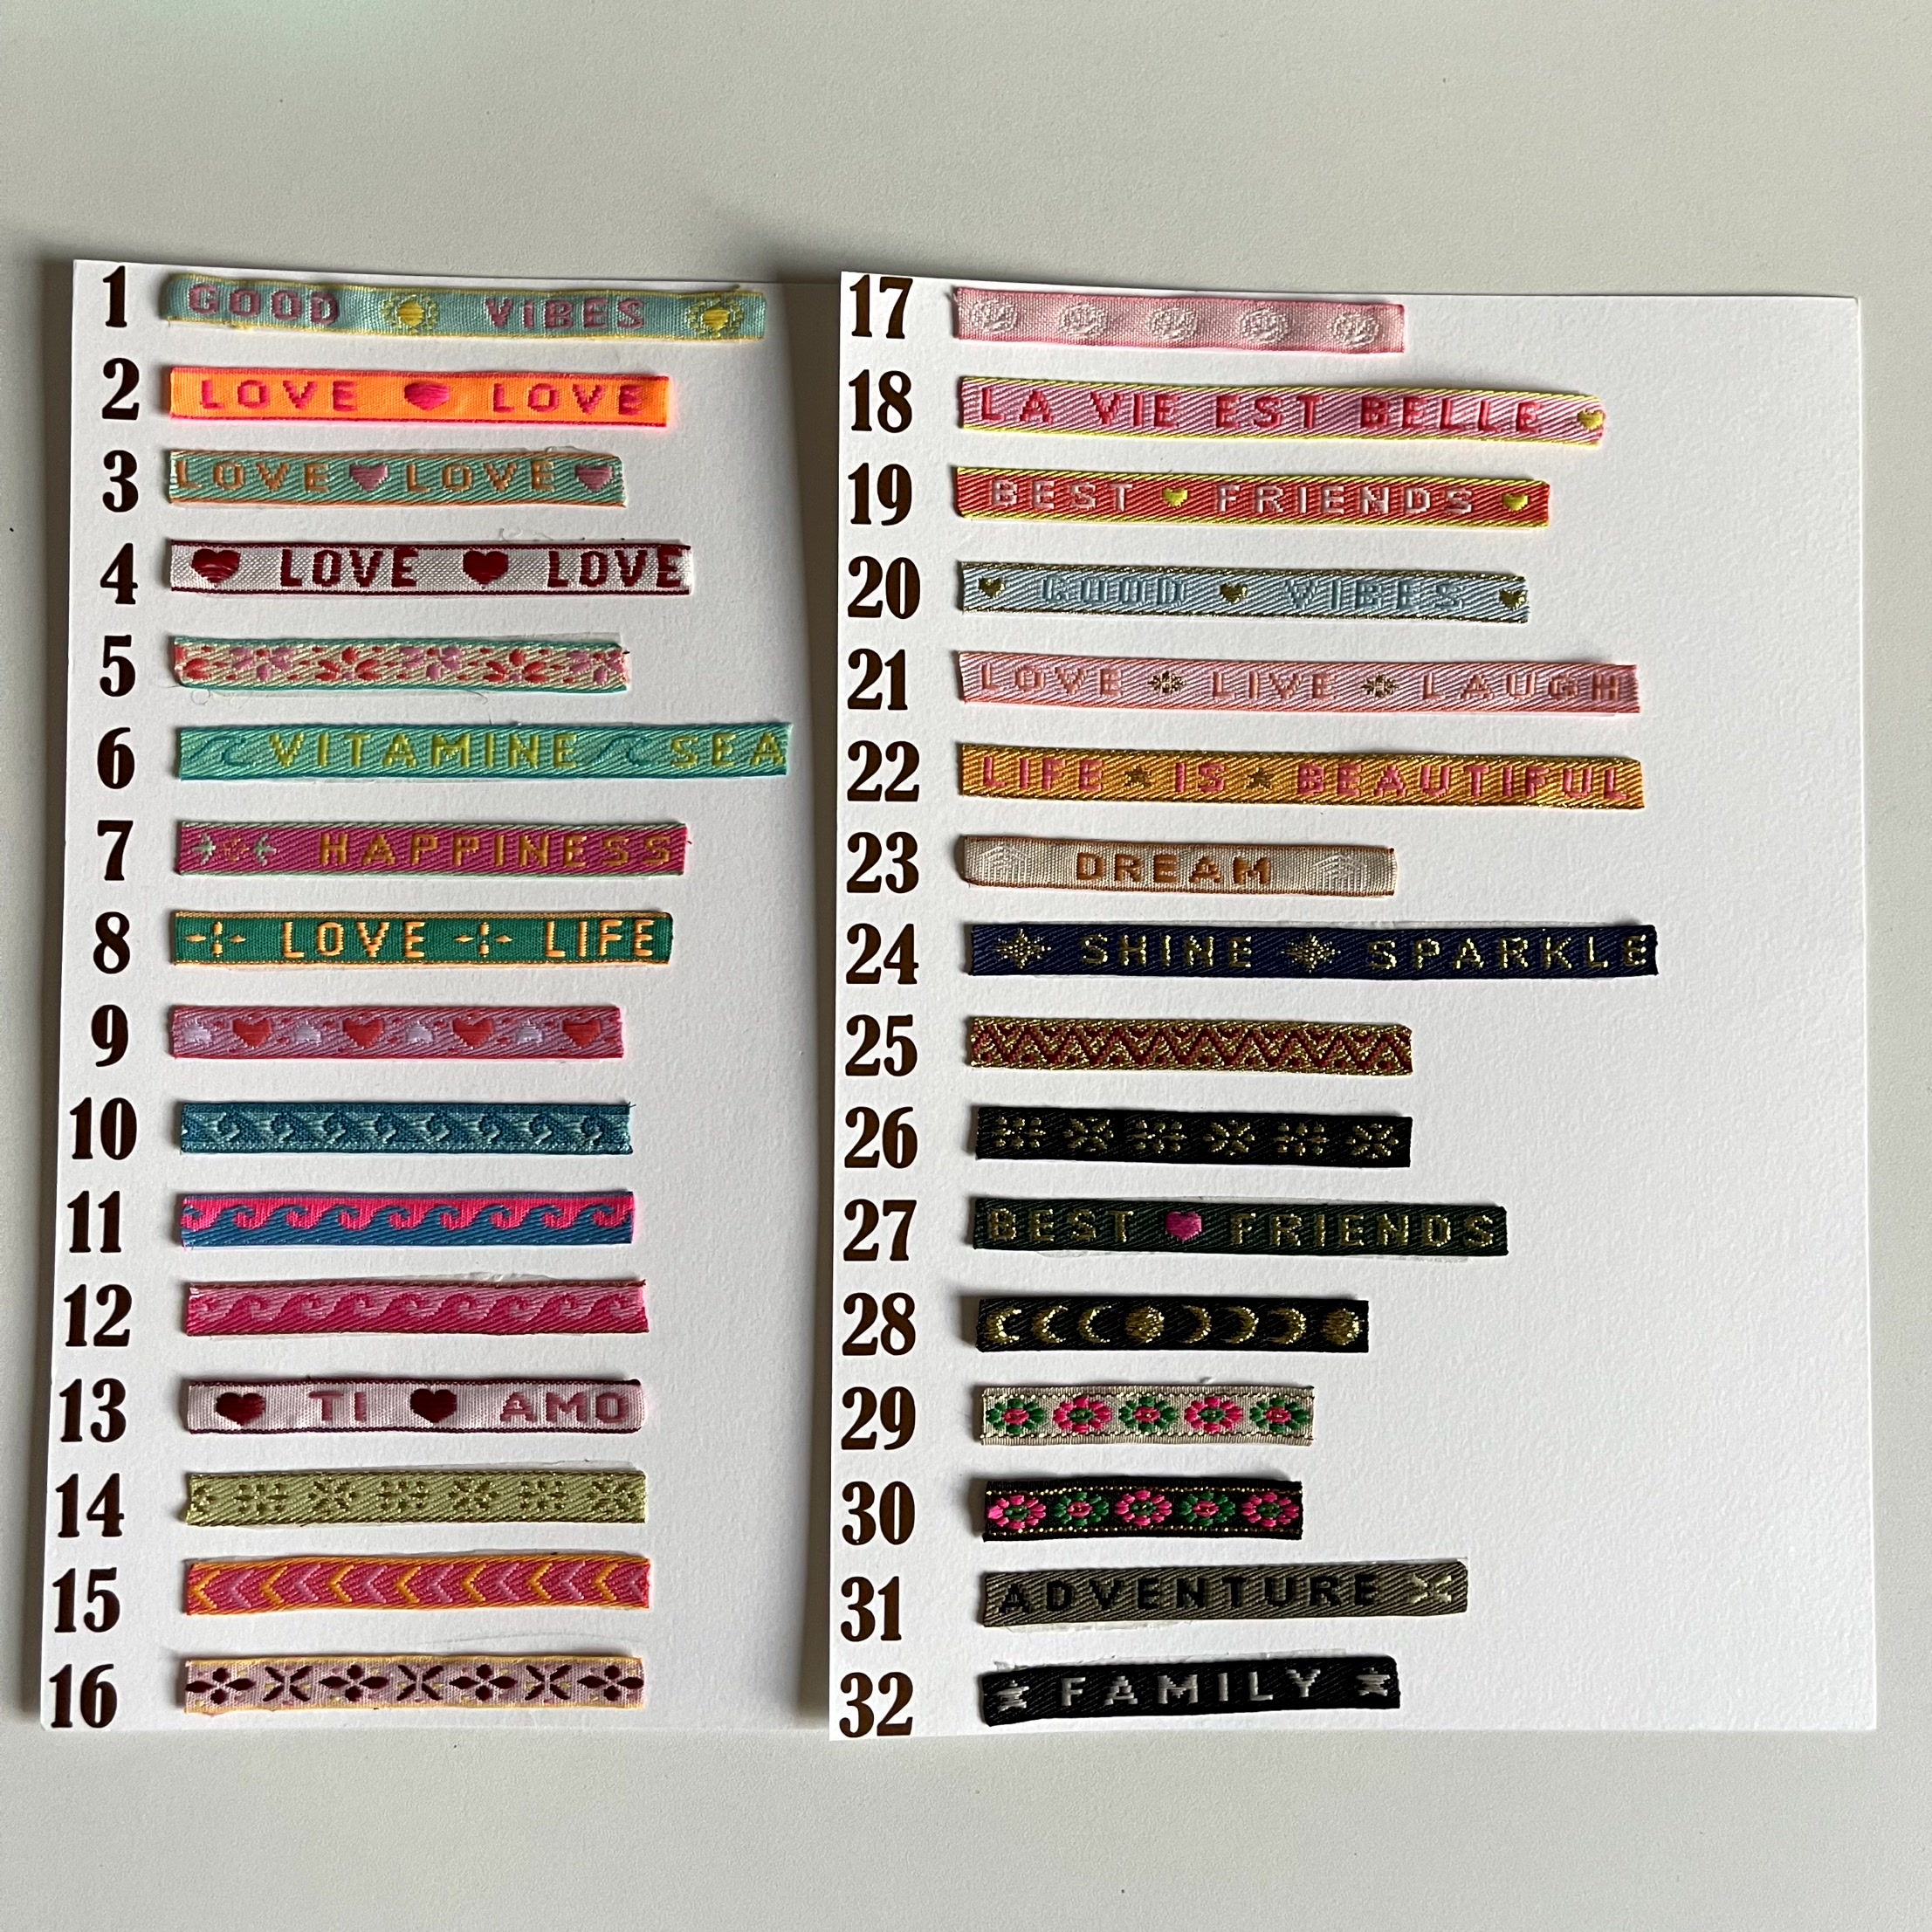 1 GOOD ViBES
2 LOVE LOVE
3 LOVE LOVE
4 LOVE LOVE
5
6 VITAMINE SEA
7 HAPPINESS
8 LOVE LIFE
9
10
11
12
13 TI AMO
14
15
16
17
18 LA VIE EST BELLE
19 BEST FRIENDS
20 GOOD VIBES
21 LOVE LIVE LAUGH
22 LIFE IS BEAUTIFUL
23 DREAM
24 SHINE SPARKLE
25
26
27 BEST FRIENDS
28
29
30
31 ADVENTURE
32 FAMILY